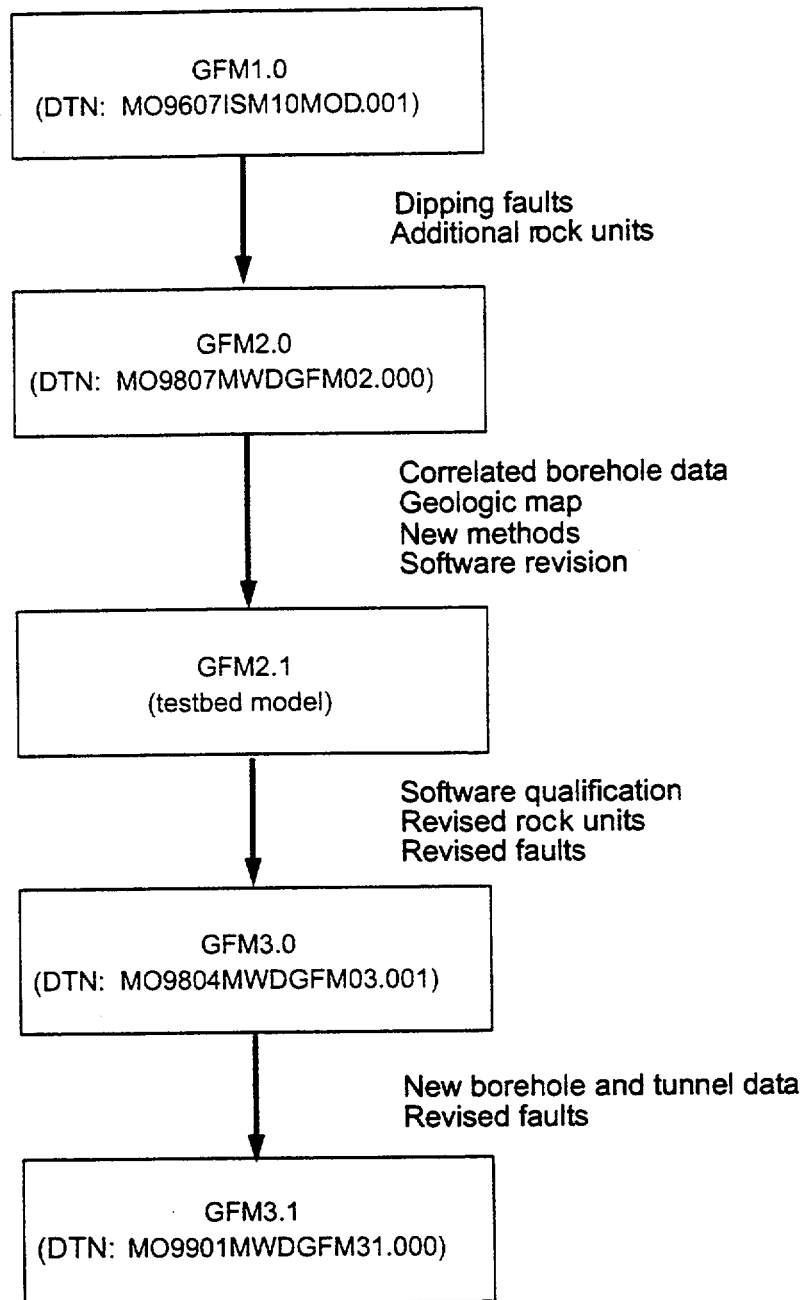 GFM1.0
(DTN: MO9607ISM10MOD.001)
Dipping faults
Additional rock units
GFM2.0
(DTN: MO9807MWDGFM02.000)
Correlated borehole data
Geologic map
New methods
Software revision
GFM2.1
(testbed model)
Software qualification
Revised rock units
Revised faults
GFM3.0
(DTN: MO9804MWDGFM03.001)
New borehole and tunnel data
Revised faults
GFM3.1
(DTN: MO9901MWDGFM31.000)